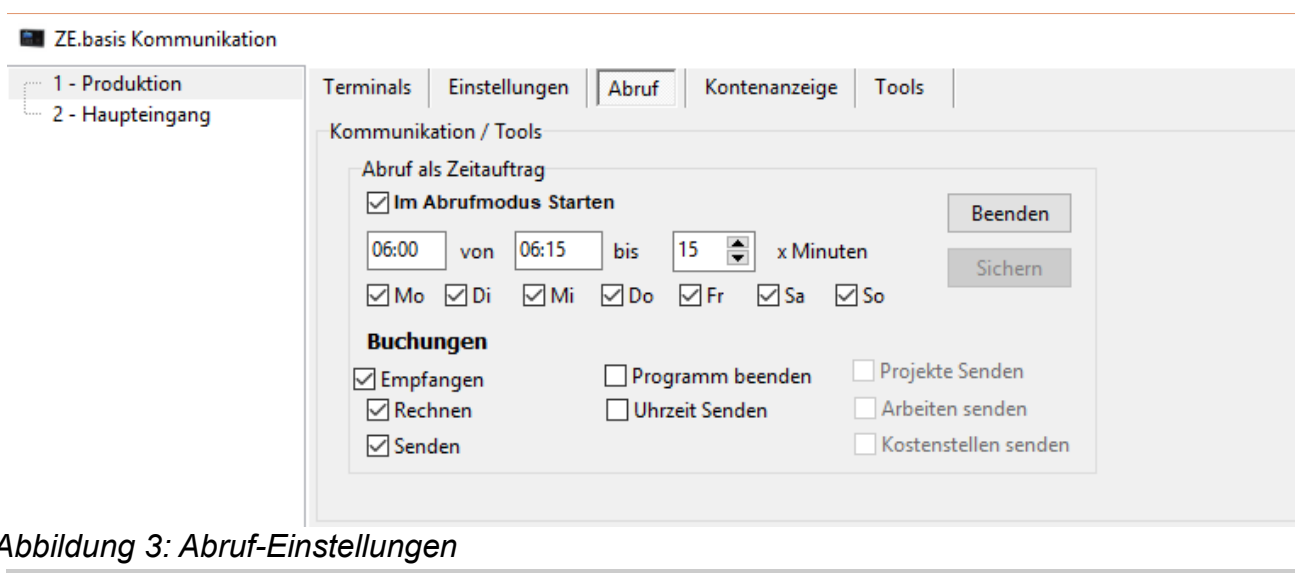 ZE.basis Kommunikation
1 - Produktion
2 - Haupteingang
Terminals Einstellungen Abruf Kontenanzeige Tools
Kommunikation / Tools
Abruf als Zeitauftrag
Im Abrufmodus Starten
Beenden
06:00 von 06:15 bis 15 x Minuten
Sichern
Mo Di Mi Do Fr Sa So
Buchungen
Empfangen Programm beenden Projekte Senden
Rechnen Uhrzeit Senden Arbeiten senden
Senden Kostenstellen senden
Abbildung 3: Abruf-Einstellungen